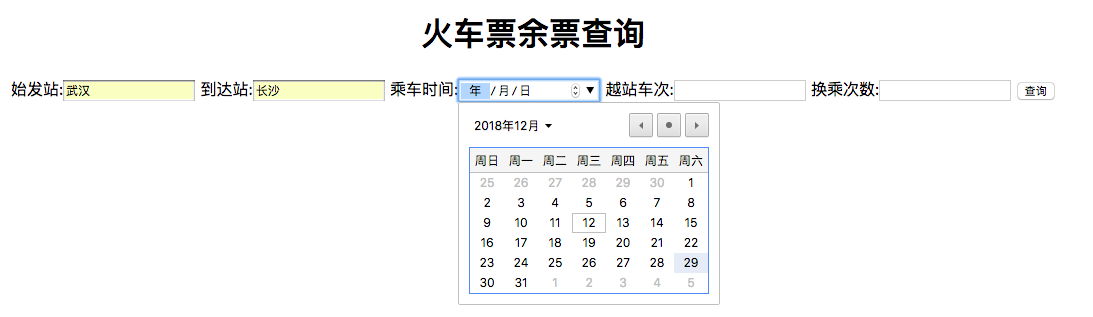 火车票余票查询
始发站:武汉 到达站:长沙 乘车时间:年 / 月 / 日 越站车次: 换乘次数: 查询
2018年12月
周日 周一 周二 周三 周四 周五 周六
25 26 27 28 29 30 1
2 3 4 5 6 7 8
9 10 11 12 13 14 15
16 17 18 19 20 21 22
23 24 25 26 27 28 29
30 31 1 2 3 4 5